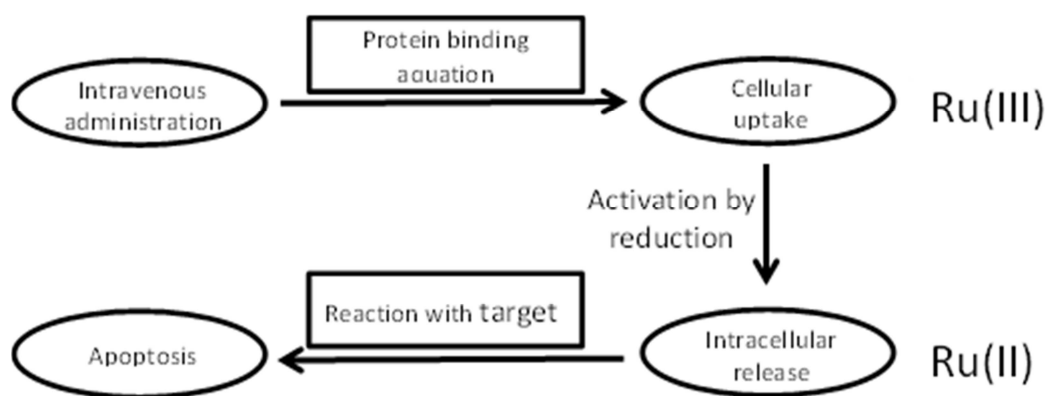 Protein binding
aquation
Intravenous
administration
Cellular
uptake
Ru(III)
Activation by
reduction
Reaction with target
Apoptosis
Intracellular
release
Ru(II)